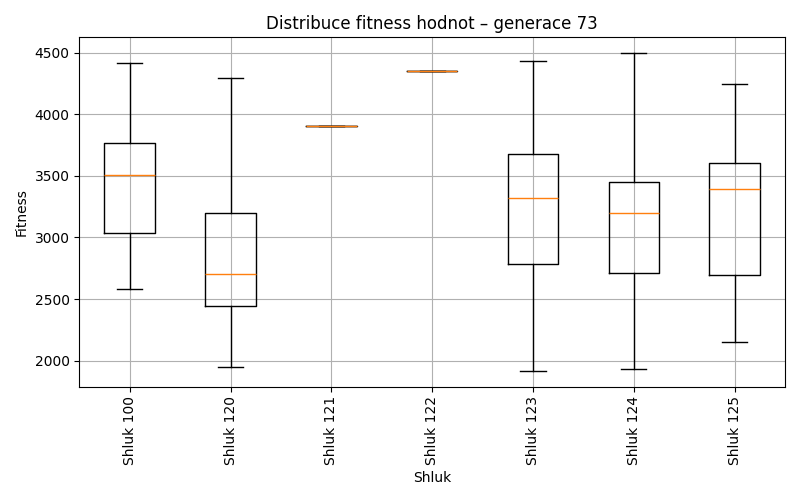 Distribuce fitness hodnot – generace 73
Fitness
4500
4000
3500
3000
2500
2000
Shluk 100
Shluk 120
Shluk 121
Shluk 122
Shluk 123
Shluk 124
Shluk 125
Shluk